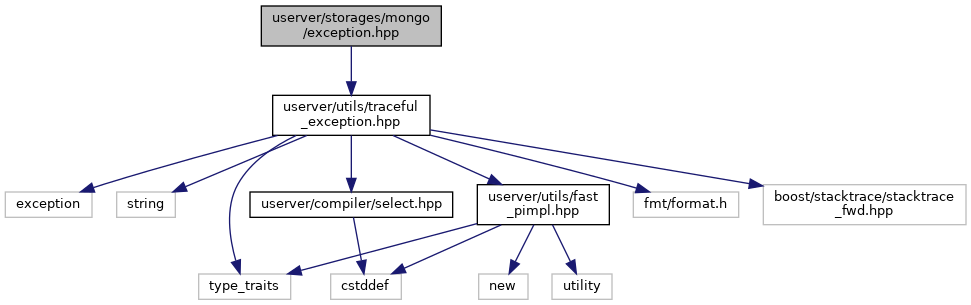 userver/storages/mongo
/exception.hpp
userver/utils/traceful
_exception.hpp
exception
string
userver/compiler/select.hpp
userver/utils/fast
_pimpl.hpp
fmt/format.h
boost/stacktrace/stacktrace
_fwd.hpp
type_traits
cstddef
new
utility